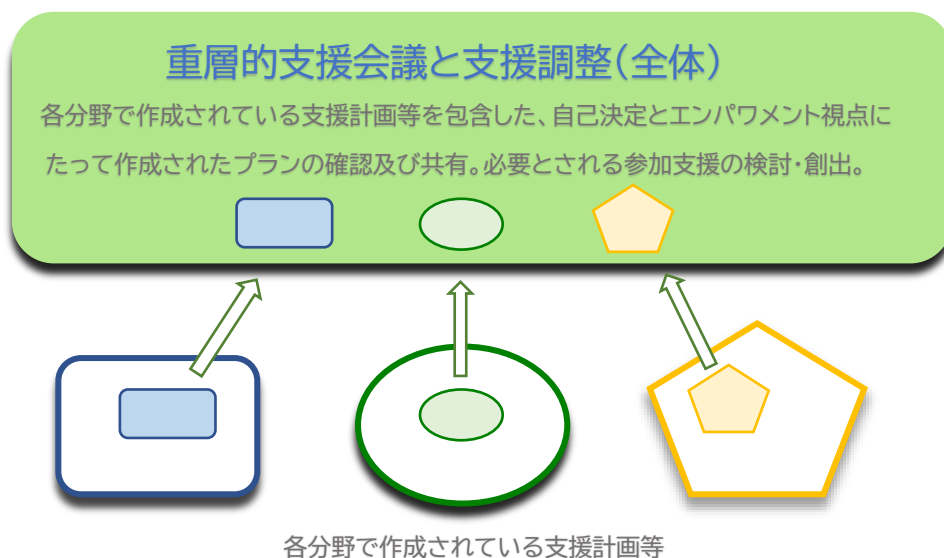 重層的支援会議と支援調整(全体)
各分野で作成されている支援計画等を包含した、自己決定とエンパワメント視点に
たって作成されたプランの確認及び共有。必要とされる参加支援の検討・創出。
各分野で作成されている支援計画等